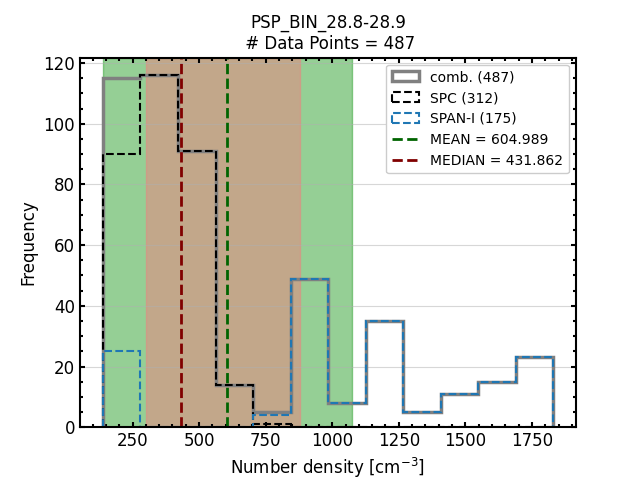 PSP_BIN_28.8-28.9
# Data Points = 487
comb. (487)
SPC (312)
SPAN-I (175)
MEAN = 604.989
MEDIAN = 431.862
Frequency
120
100
80
60
40
20
0
250 500 750 1000 1250 1500 1750
Number density [cm⁻³]